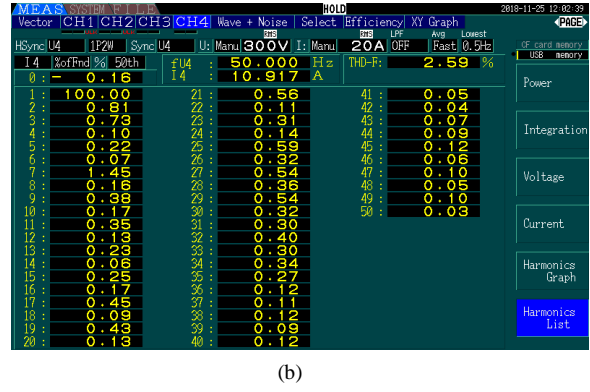 MEAS SYSTEM FILE HOLD 2018-11-25 12:02:39
Vector CH1 CH2 CH3 CH4 Wave + Noise Select Efficiency XY Graph PAGE
RMS RMS LPF Avg Lowest
HSync U4 1P2W Sync U4 U: Manu 300V I: Manu 20A OFF Fast 0.5Hz
CF card memory
USB memory
I4 %ofFnd % 50th fU4 : 50.000 Hz THD-F: 2.59 %
0 : - 0.16 I4 : 10.917 A
1 : 100.00 21 : 0.56 41 : 0.05
2 : 0.81 22 : 0.11 42 : 0.04
3 : 0.73 23 : 0.31 43 : 0.07
4 : 0.10 24 : 0.14 44 : 0.09
5 : 0.22 25 : 0.59 45 : 0.12
6 : 0.07 26 : 0.32 46 : 0.06
7 : 1.45 27 : 0.54 47 : 0.10
8 : 0.16 28 : 0.36 48 : 0.05
9 : 0.38 29 : 0.54 49 : 0.10
10 : 0.17 30 : 0.32 50 : 0.03
11 : 0.35 31 : 0.30
12 : 0.13 32 : 0.40
13 : 0.23 33 : 0.30
14 : 0.06 34 : 0.34
15 : 0.25 35 : 0.27
16 : 0.17 36 : 0.12
17 : 0.45 37 : 0.11
18 : 0.09 38 : 0.12
19 : 0.43 39 : 0.09
20 : 0.13 40 : 0.12
Power
Integration
Voltage
Current
Harmonics
Graph
Harmonics
List
(b)